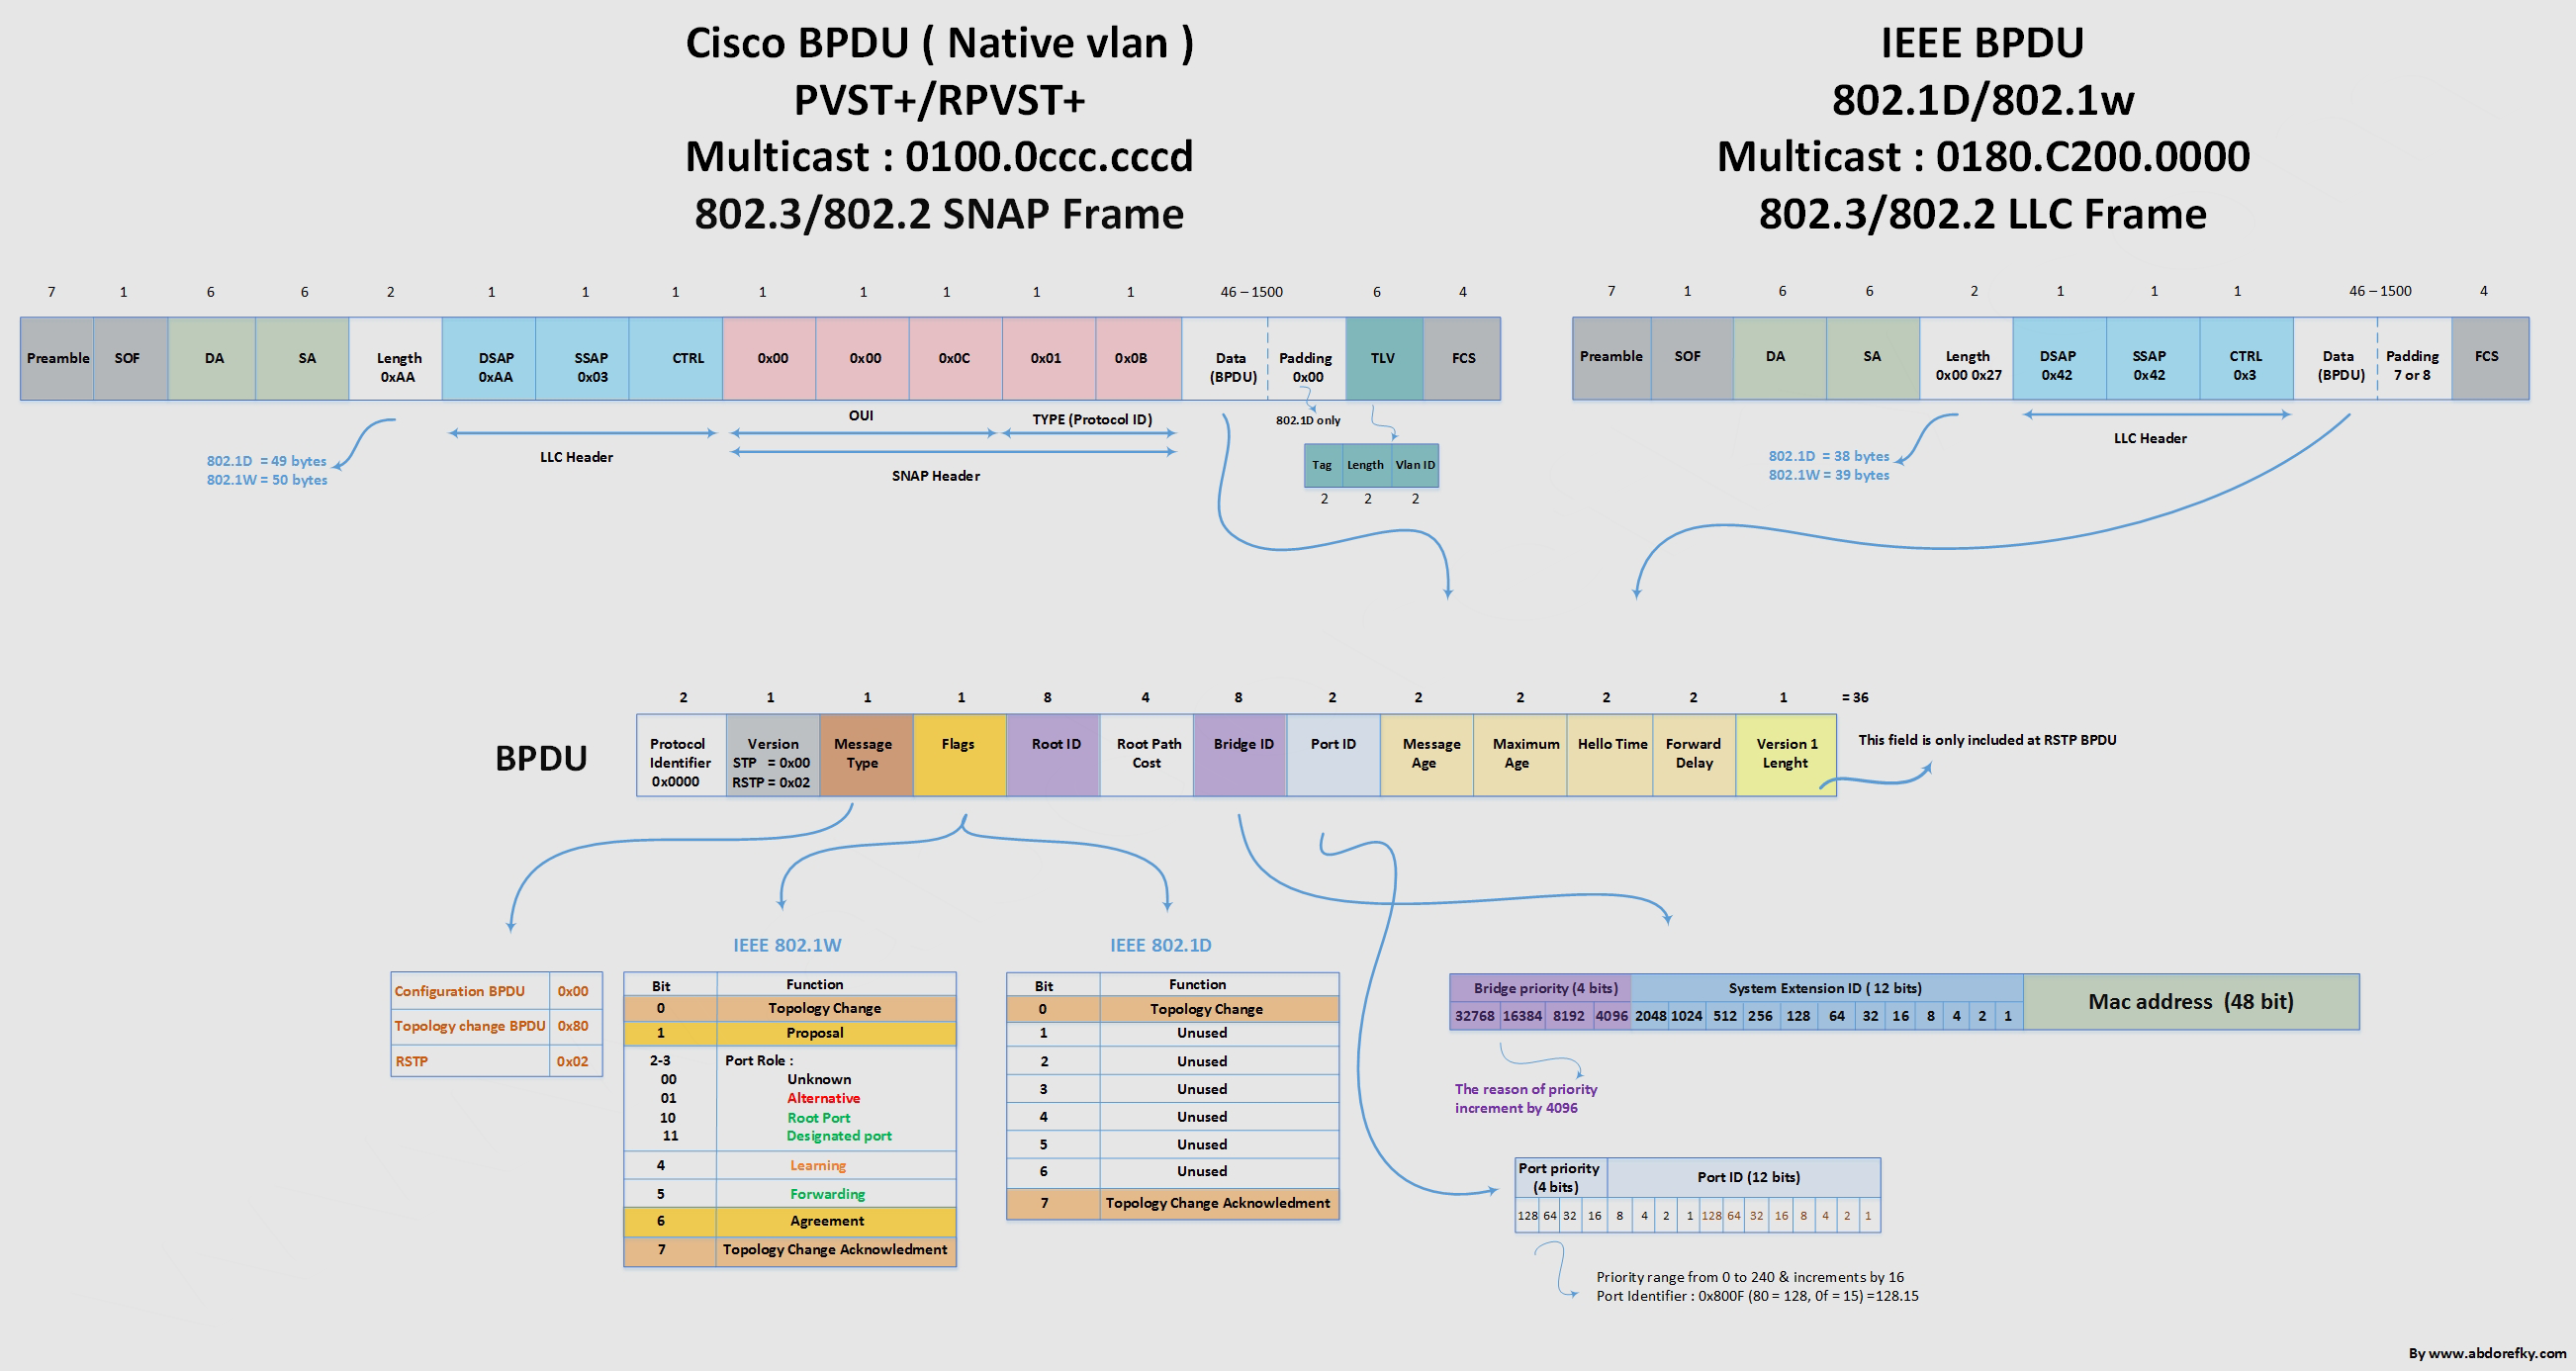 Cisco BPDU ( Native vlan )
PVST+/RPVST+
Multicast : 0100.0ccc.cccd
802.3/802.2 SNAP Frame
IEEE BPDU
802.1D/802.1w
Multicast : 0180.C200.0000
802.3/802.2 LLC Frame
7 1 6 6 2 1 1 1 1 1 1 1 1 46 – 1500 6 4
Preamble SOF DA SA Length DSAP SSAP CTRL 0x00 0x00 0x0C 0x01 0x0B Data Padding TLV FCS
0xAA 0xAA 0x03 (BPDU) 0x00
OUI TYPE (Protocol ID) 802.1D only
LLC Header
SNAP Header
802.1D = 49 bytes
802.1W = 50 bytes
Tag Length Vlan ID
2 2 2
7 1 6 6 2 1 1 1 46 – 1500 4
Preamble SOF DA SA Length DSAP SSAP CTRL Data Padding FCS
0x00 0x27 0x42 0x42 0x3 (BPDU) 7 or 8
LLC Header
802.1D = 38 bytes
802.1W = 39 bytes
2 1 1 1 8 4 8 2 2 2 2 2 1 = 36
BPDU
Protocol Version Message Flags Root ID Root Path Bridge ID Port ID Message Maximum Hello Time Forward Version 1
Identifier STP = 0x00 Type Cost Age Age Delay Lenght
0x0000 RSTP = 0x02
This field is only included at RSTP BPDU
Configuration BPDU 0x00
Topology change BPDU 0x80
RSTP 0x02
IEEE 802.1W
Bit Function
0 Topology Change
1 Proposal
2-3 Port Role :
00 Unknown
01 Alternative
10 Root Port
11 Designated port
4 Learning
5 Forwarding
6 Agreement
7 Topology Change Acknowledment
IEEE 802.1D
Bit Function
0 Topology Change
1 Unused
2 Unused
3 Unused
4 Unused
5 Unused
6 Unused
7 Topology Change Acknowledment
Bridge priority (4 bits) System Extension ID ( 12 bits) Mac address (48 bit)
32768 16384 8192 4096 2048 1024 512 256 128 64 32 16 8 4 2 1
The reason of priority
increment by 4096
Port priority Port ID (12 bits)
(4 bits)
128 64 32 16 8 4 2 1 128 64 32 16 8 4 2 1
Priority range from 0 to 240 & increments by 16
Port Identifier : 0x800F (80 = 128, 0f = 15) =128.15
By www.abdorefky.com